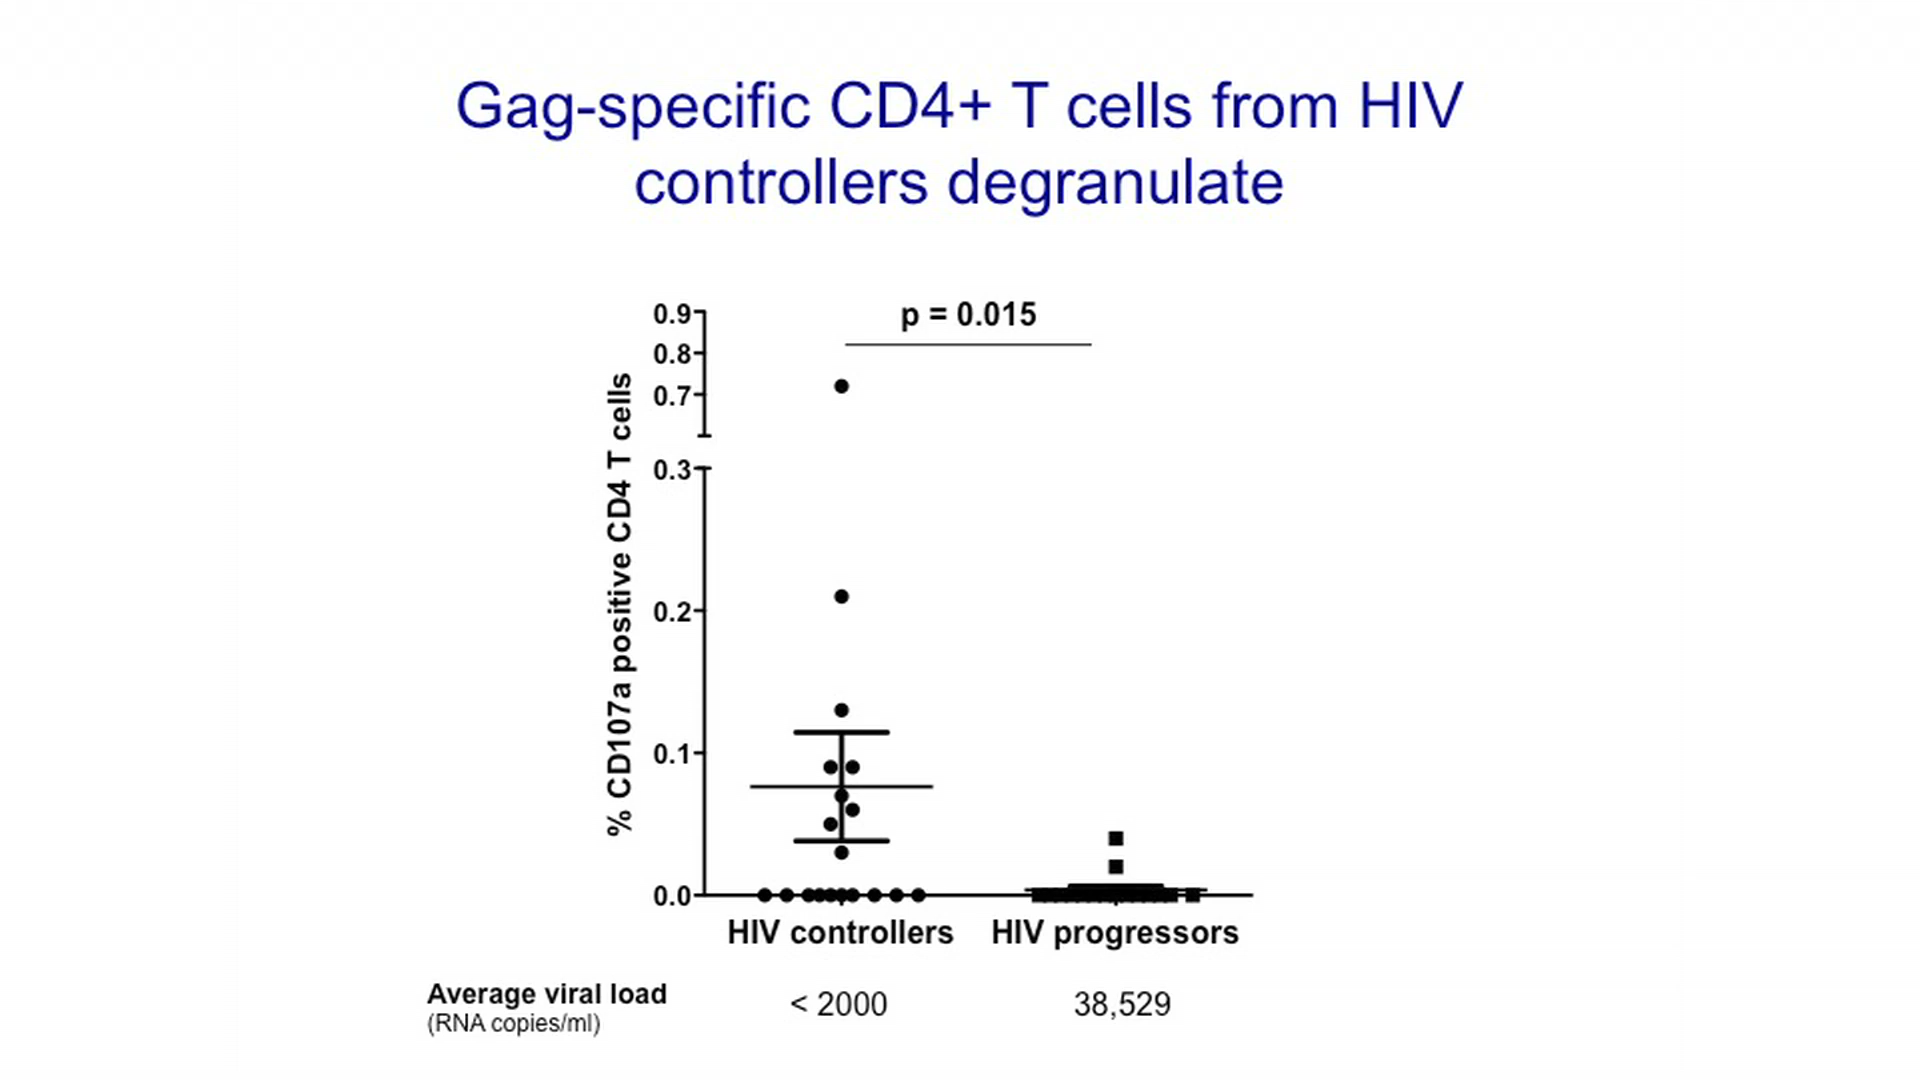 Gag-specific CD4+ T cells from HIV
controllers degranulate
p = 0.015
% CD107a positive CD4 T cells
0.9
0.8
0.7
0.3
0.2
0.1
0.0
HIV controllers HIV progressors
Average viral load
(RNA copies/ml)
< 2000 38,529